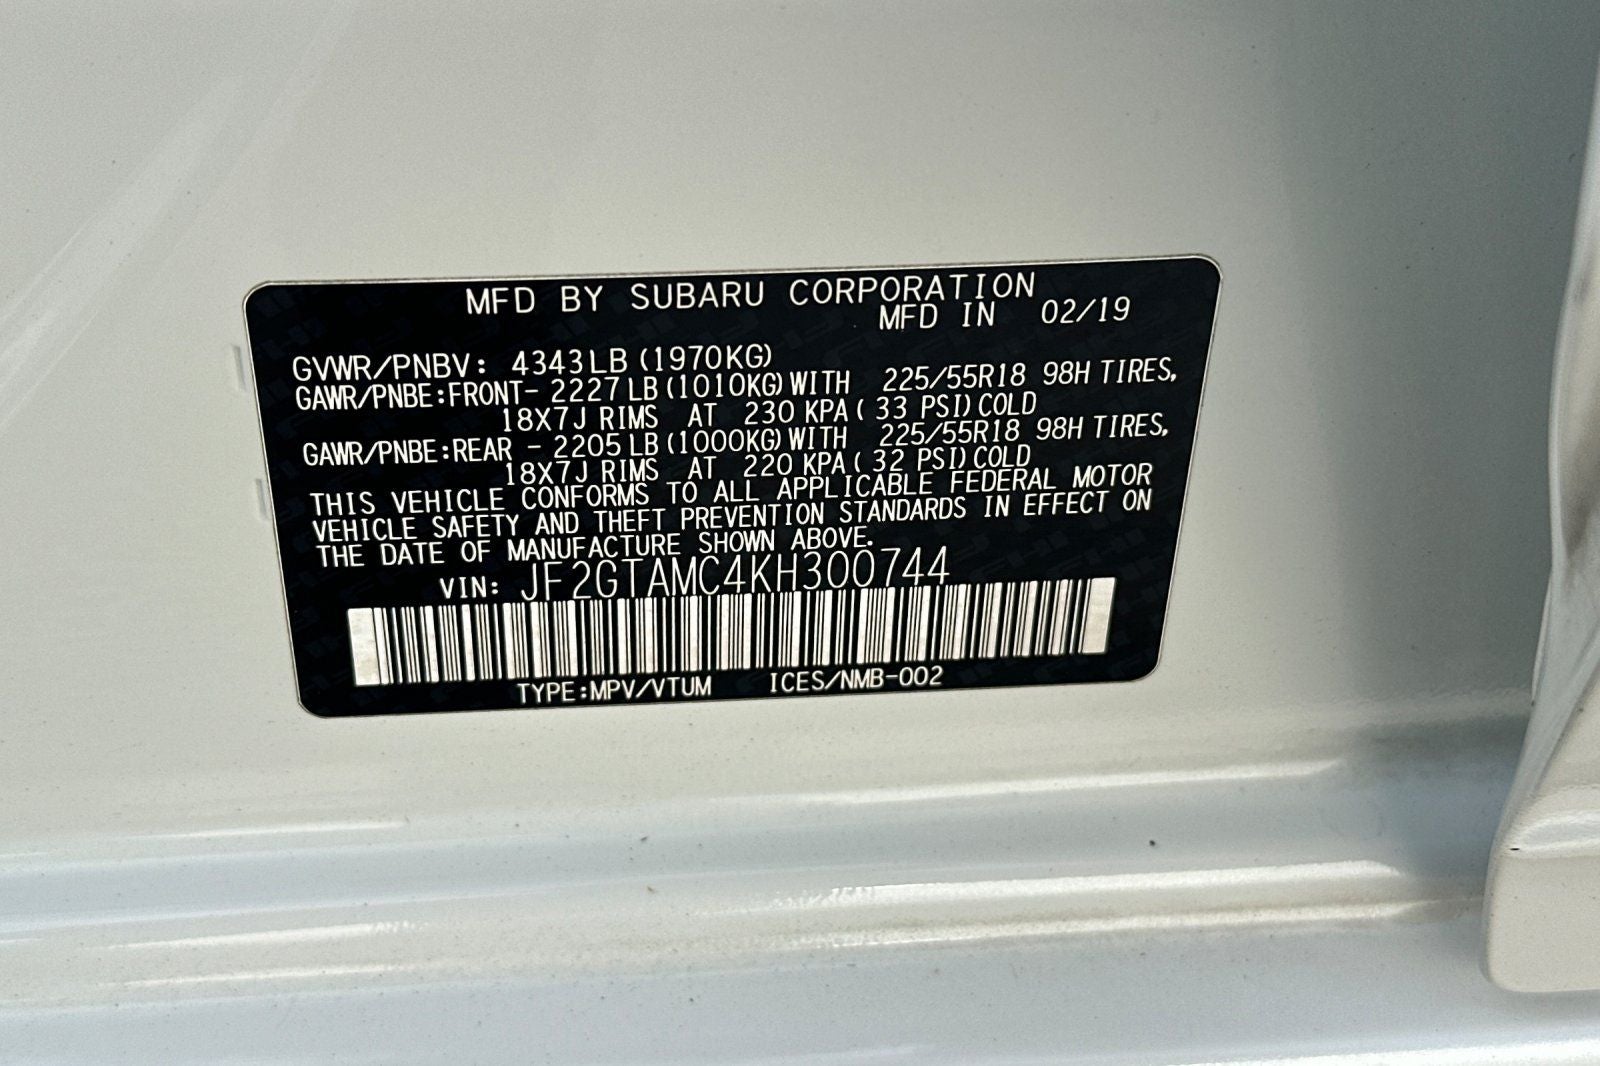 MFD BY SUBARU CORPORATION
MFD IN 02/19
GVWR/PNBV: 4343LB (1970KG)
GAWR/PNBE:FRONT- 2227LB (1010KG) WITH 225/55R18 98H TIRES,
18X7J RIMS AT 230 KPA ( 33 PSI) COLD
GAWR/PNBE:REAR - 2205LB (1000KG) WITH 225/55R18 98H TIRES,
18X7J RIMS AT 220 KPA ( 32 PSI) COLD
THIS VEHICLE CONFORMS TO ALL APPLICABLE FEDERAL MOTOR
VEHICLE SAFETY AND THEFT PREVENTION STANDARDS IN EFFECT ON
THE DATE OF MANUFACTURE SHOWN ABOVE.
VIN: JF2GTAMC4KH300744
TYPE:MPV/VTUM ICES/NMB-002